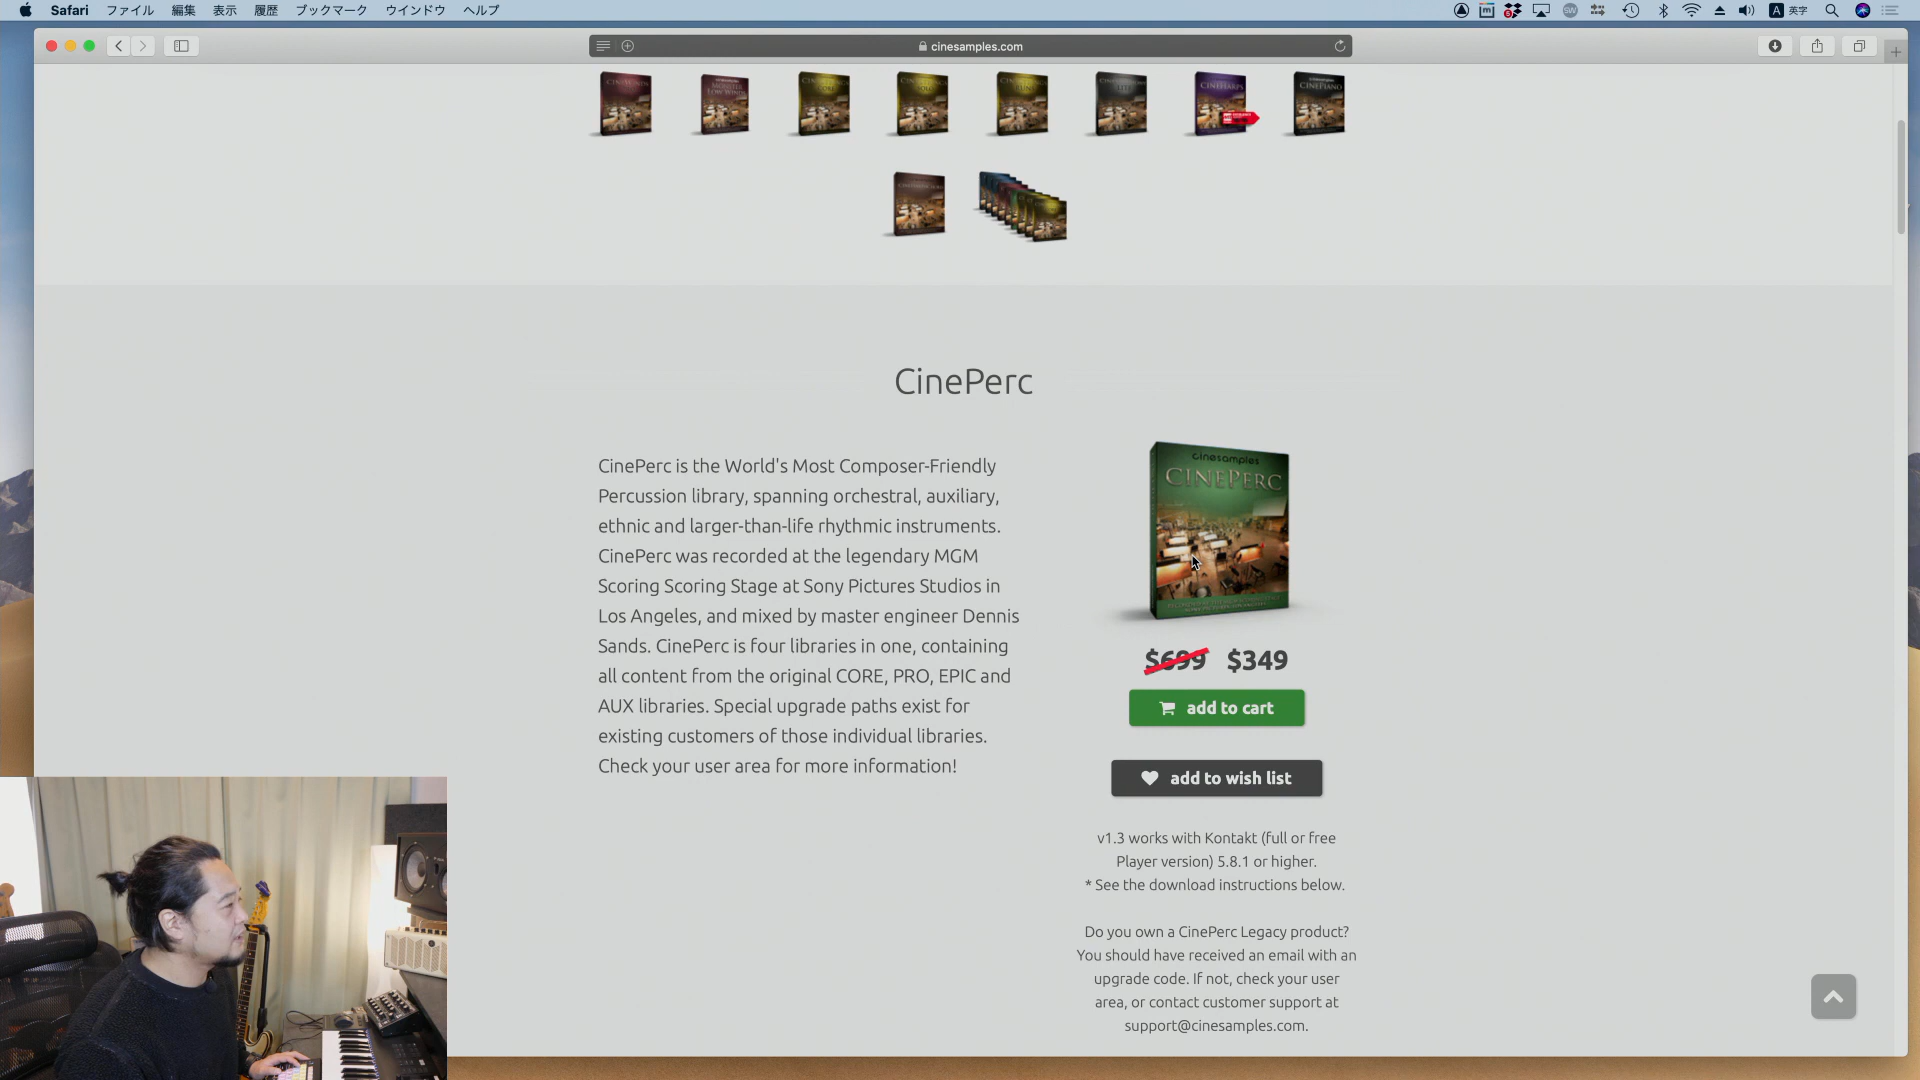 Safari ファイル 編集 表示 履歴 ブックマーク ウインドウ ヘルプ
A 英字
cinesamples.com
CINEHARPS
CINEPIANO
CinePerc
CinePerc is the World's Most Composer-Friendly
Percussion library, spanning orchestral, auxiliary,
ethnic and larger-than-life rhythmic instruments.
CinePerc was recorded at the legendary MGM
Scoring Scoring Stage at Sony Pictures Studios in
Los Angeles, and mixed by master engineer Dennis
Sands. CinePerc is four libraries in one, containing
all content from the original CORE, PRO, EPIC and
AUX libraries. Special upgrade paths exist for
existing customers of those individual libraries.
Check your user area for more information!
cinesamples
CINEPERC
$699 $349
add to cart
add to wish list
v1.3 works with Kontakt (full or free
Player version) 5.8.1 or higher.
* See the download instructions below.
Do you own a CinePerc Legacy product?
You should have received an email with an
upgrade code. If not, check your user
area, or contact customer support at
support@cinesamples.com.